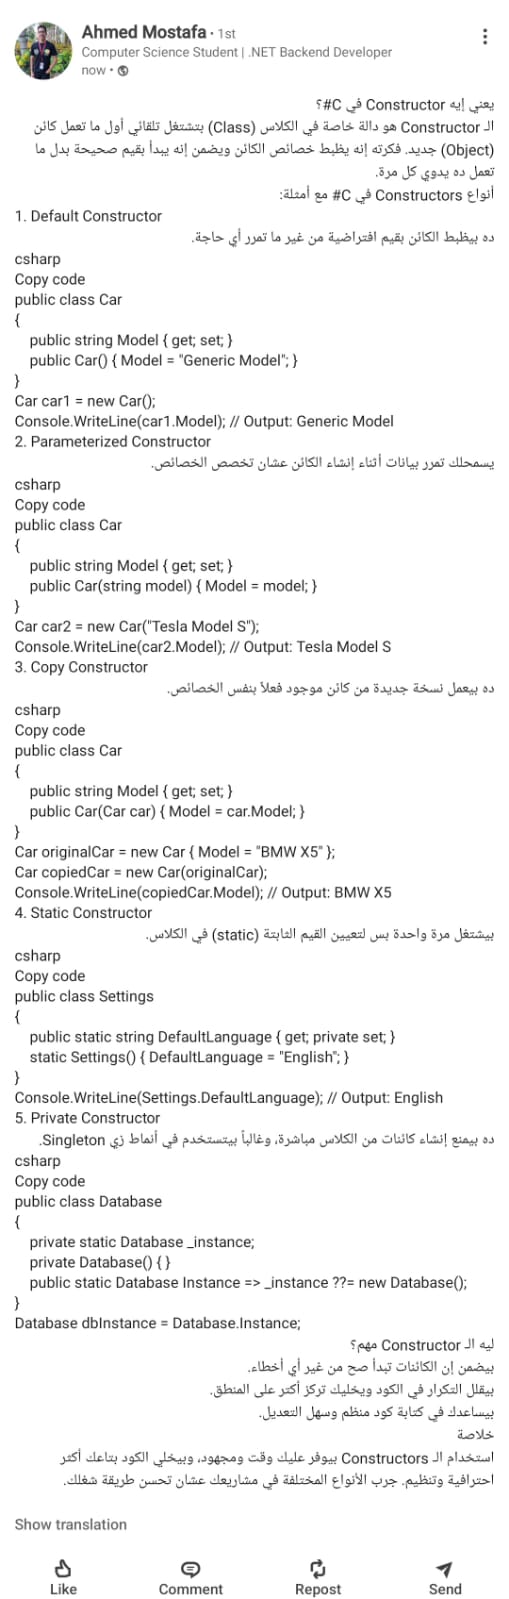 Ahmed Mostafa · 1st
Computer Science Student | .NET Backend Developer
now •
يعني إيه Constructor في C#؟
الـ Constructor هو دالة خاصة في الكلاس (Class) بتشتغل تلقائي أول ما تعمل كائن
(Object) جديد. فكرته إنه يظبط خصائص الكائن ويضمن إنه يبدأ بقيم صحيحة بدل ما
تعمل ده يدوي كل مرة.
أنواع Constructors في C# مع أمثلة:
1. Default Constructor
ده بيظبط الكائن بقيم افتراضية من غير ما تمرر أي حاجة.
csharp
Copy code
public class Car
{
public string Model { get; set; }
public Car() { Model = "Generic Model"; }
}
Car car1 = new Car();
Console.WriteLine(car1.Model); // Output: Generic Model
2. Parameterized Constructor
يسمحلك تمرر بيانات أثناء إنشاء الكائن عشان تخصص الخصائص.
csharp
Copy code
public class Car
{
public string Model { get; set; }
public Car(string model) { Model = model; }
}
Car car2 = new Car("Tesla Model S");
Console.WriteLine(car2.Model); // Output: Tesla Model S
3. Copy Constructor
ده بيعمل نسخة جديدة من كائن موجود فعلاً بنفس الخصائص.
csharp
Copy code
public class Car
{
public string Model { get; set; }
public Car(Car car) { Model = car.Model; }
}
Car originalCar = new Car { Model = "BMW X5" };
Car copiedCar = new Car(originalCar);
Console.WriteLine(copiedCar.Model); // Output: BMW X5
4. Static Constructor
بيشتغل مرة واحدة بس لتعيين القيم الثابتة (static) في الكلاس.
csharp
Copy code
public class Settings
{
public static string DefaultLanguage { get; private set; }
static Settings() { DefaultLanguage = "English"; }
}
Console.WriteLine(Settings.DefaultLanguage); // Output: English
5. Private Constructor
ده بيمنع إنشاء كائنات من الكلاس مباشرة، وغالباً بيتستخدم في أنماط زي Singleton.
csharp
Copy code
public class Database
{
private static Database _instance;
private Database() { }
public static Database Instance => _instance ??= new Database();
}
Database dbInstance = Database.Instance;
ليه الـ Constructor مهم؟
بيضمن إن الكائنات تبدأ صح من غير أي أخطاء.
بيقلل التكرار في الكود ويخليك تركز أكتر على المنطق.
بيساعدك في كتابة كود منظم وسهل التعديل.
خلاصة
استخدام الـ Constructors بيوفر عليك وقت ومجهود، وبيخلي الكود بتاعك أكثر
احترافية وتنظيم. جرب الأنواع المختلفة في مشاريعك عشان تحسن طريقة شغلك.
Show translation
Like Comment Repost Send